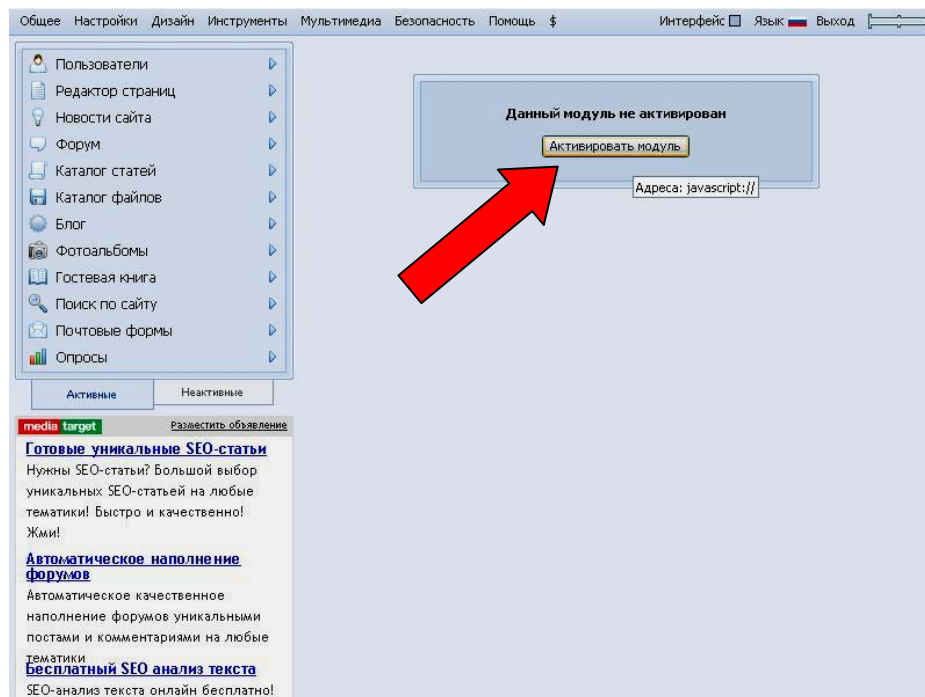 Общее Настройки Дизайн Инструменты Мультимедиа Безопасность Помощь $ Интерфейс Язык Выход
Пользователи
Редактор страниц
Новости сайта
Форум
Каталог статей
Каталог файлов
Блог
Фотоальбомы
Гостевая книга
Поиск по сайту
Почтовые формы
Опросы
Активные Неактивные
Данный модуль не активирован
Активировать модуль
Адреса: javascript://
media target Разместить объявление
Готовые уникальные SEO-статьи
Нужны SEO-статьи? Большой выбор
уникальных SEO-статьей на любые
тематики! Быстро и качественно!
Жми!
Автоматическое наполнение
форумов
Автоматическое качественное
наполнение форумов уникальными
постами и комментариями на любые
тематики
Бесплатный SEO анализ текста
SEO-анализ текста онлайн бесплатно!